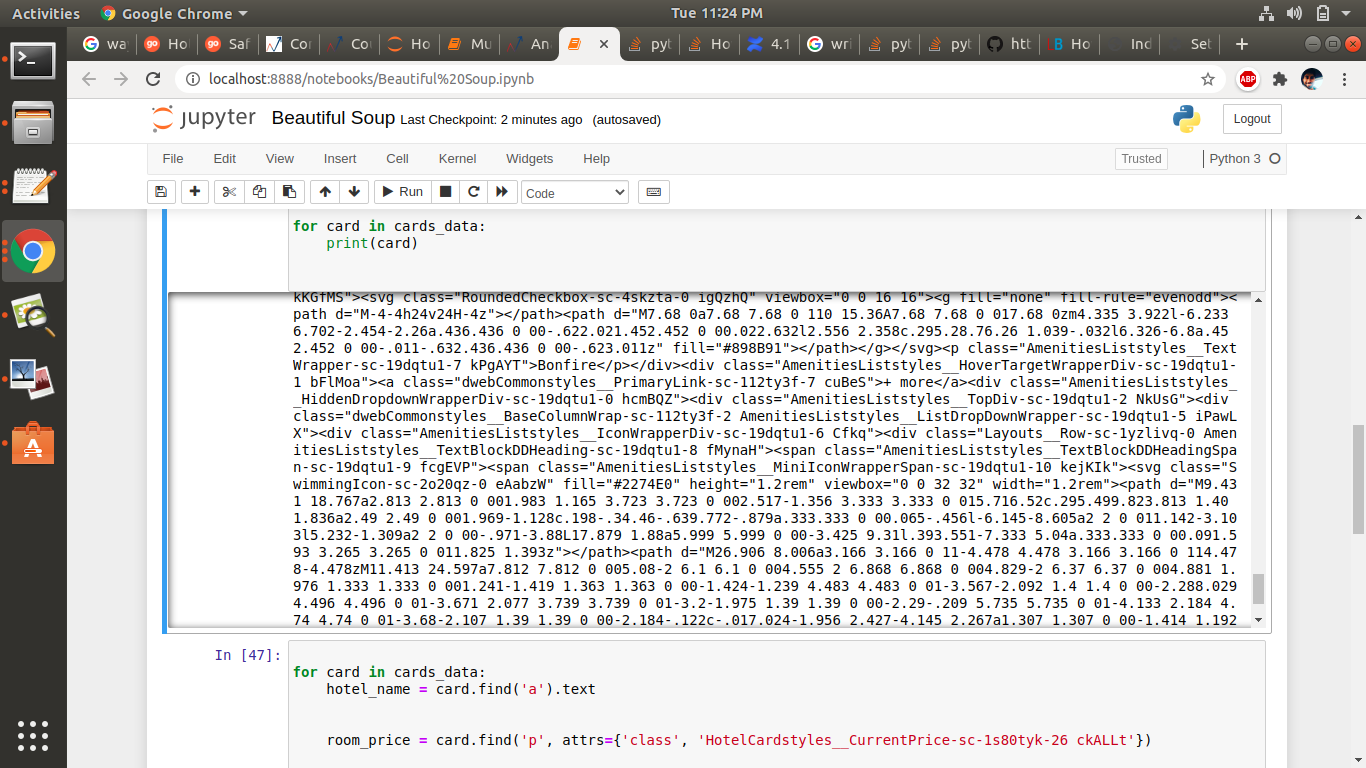 Activities
Google Chrome
Tue 11:24 PM
way
Ho
Saf
Cor
Co
Ho
Mu
An
pyt
Ho
4.1
wri
pyt
pyt
htt
Ho
Ind
Set
localhost:8888/notebooks/Beautiful%20Soup.ipynb
ABP
jupyter
Beautiful Soup Last Checkpoint: 2 minutes ago (autosaved)
Logout
File Edit View Insert Cell Kernel Widgets Help
Trusted
Python 3
Run
Code
for card in cards_data:
print(card)
kKGfMS"><svg class="RoundedCheckbox-sc-4skzta-0 igQzhQ" viewbox="0 0 16 16"><g fill="none" fill-rule="evenodd"><
path d="M-4-4h24v24H-4z"></path><path d="M7.68 0a7.68 7.68 0 110 15.36A7.68 7.68 0 017.68 0zm4.335 3.922l-6.233
6.702-2.454-2.26a.436.436 0 00-.622.021.452.452 0 00.022.632l2.556 2.358c.295.28.76.26 1.039-.032l6.326-6.8a.45
2.452 0 00-.011-.632.436.436 0 00-.623.011z" fill="#898B91"></path></g></svg><p class="AmenitiesListstyles__Text
Wrapper-sc-19dqtu1-7 kPgAYT">Bonfire</p></div><div class="AmenitiesListstyles__HoverTargetWrapperDiv-sc-19dqtu1-
1 bFlMoa"><a class="dwebCommonstyles__PrimaryLink-sc-112ty3f-7 cuBeS">+ more</a><div class="AmenitiesListstyles_
_HiddenDropdownWrapperDiv-sc-19dqtu1-0 hcmBQZ"><div class="AmenitiesListstyles__TopDiv-sc-19dqtu1-2 NkUsG"><div
class="dwebCommonstyles__BaseColumnWrap-sc-112ty3f-2 AmenitiesListstyles__ListDropDownWrapper-sc-19dqtu1-5 iPawL
X"><div class="AmenitiesListstyles__IconWrapperDiv-sc-19dqtu1-6 Cfkq"><div class="Layouts__Row-sc-1yzlivq-0 Amen
itiesListstyles__TextBlockDDHeading-sc-19dqtu1-8 fMynaH"><span class="AmenitiesListstyles__TextBlockDDHeadingSpa
n-sc-19dqtu1-9 fcgEVP"><span class="AmenitiesListstyles__MiniIconWrapperSpan-sc-19dqtu1-10 kejKIk"><svg class="S
wimmingIcon-sc-2o20qz-0 eAabzW" fill="#2274E0" height="1.2rem" viewbox="0 0 32 32" width="1.2rem"><path d="M9.43
1 18.767a2.813 2.813 0 001.983 1.165 3.723 3.723 0 002.517-1.356 3.333 3.333 0 015.716.52c.295.499.823.813 1.40
1.836a2.49 2.49 0 001.969-1.128c.198-.34.46-.639.772-.879a.333.333 0 00.065-.456l-6.145-8.605a2 2 0 011.142-3.10
3l5.232-1.309a2 2 0 00-.971-3.88L17.879 1.88a5.999 5.999 0 00-3.425 9.31l.393.551-7.333 5.04a.333.333 0 00.091.5
93 3.265 3.265 0 011.825 1.393z"></path><path d="M26.906 8.006a3.166 3.166 0 11-4.478 4.478 3.166 3.166 0 114.47
8-4.478zM11.413 24.597a7.812 7.812 0 005.08-2 6.1 6.1 0 004.555 2 6.868 6.868 0 004.829-2 6.37 6.37 0 004.881 1.
976 1.333 1.333 0 001.241-1.419 1.363 1.363 0 00-1.424-1.239 4.483 4.483 0 01-3.567-2.092 1.4 1.4 0 00-2.288.029
4.496 4.496 0 01-3.671 2.077 3.739 3.739 0 01-3.2-1.975 1.39 1.39 0 00-2.29-.209 5.735 5.735 0 01-4.133 2.184 4.
74 4.74 0 01-3.68-2.107 1.39 1.39 0 00-2.184-.122c-.017.024-1.956 2.427-4.145 2.267a1.307 1.307 0 00-1.414 1.192
In [47]:
for card in cards_data:
hotel_name = card.find('a').text
room_price = card.find('p', attrs={'class', 'HotelCardstyles__CurrentPrice-sc-1s80tyk-26 ckALLt'})